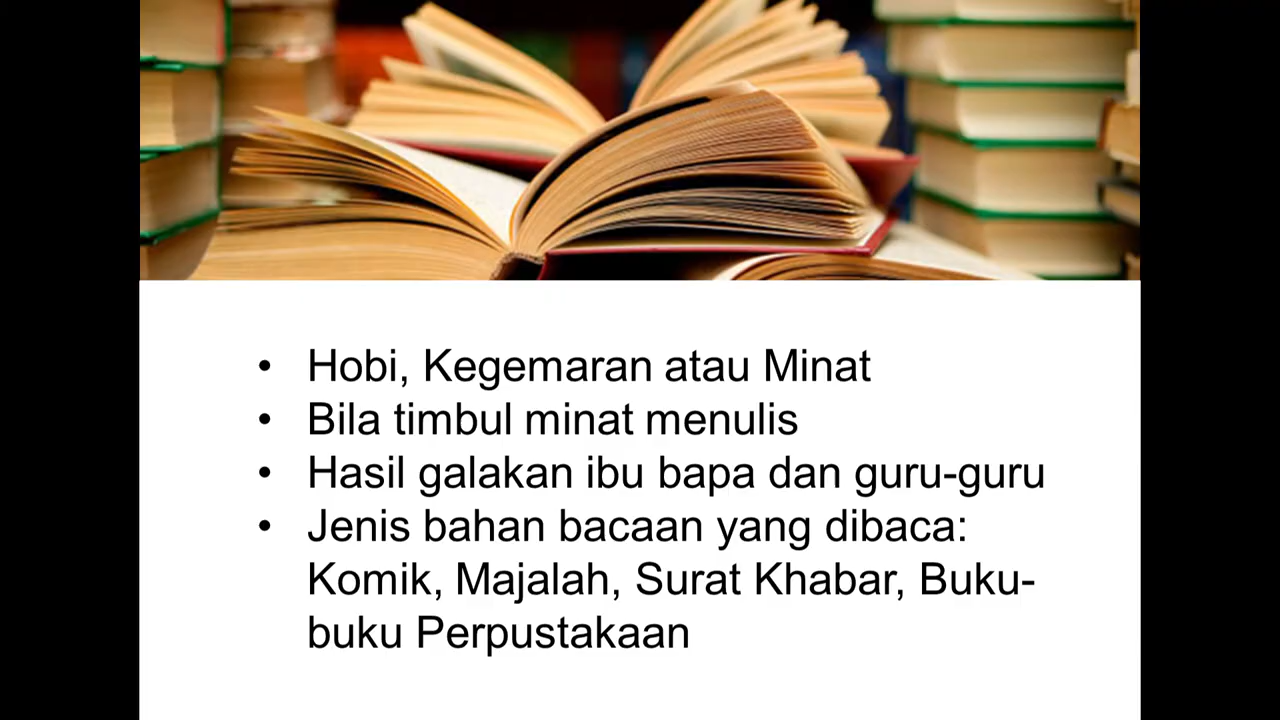 • Hobi, Kegemaran atau Minat
• Bila timbul minat menulis
• Hasil galakan ibu bapa dan guru-guru
• Jenis bahan bacaan yang dibaca:
Komik, Majalah, Surat Khabar, Buku-
buku Perpustakaan